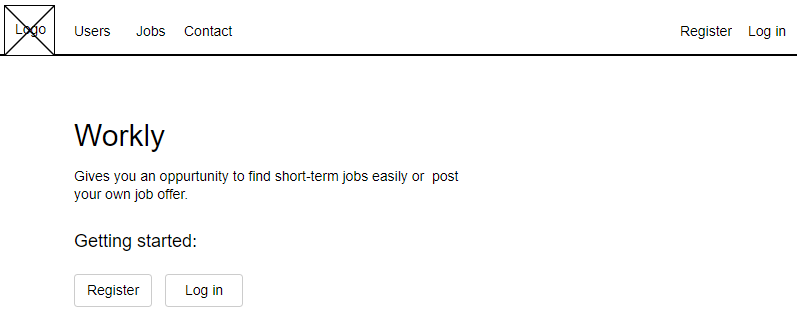 Logo Users Jobs Contact Register Log in
Workly
Gives you an oppurtunity to find short-term jobs easily or  post
your own job offer.
Getting started:
Register Log in